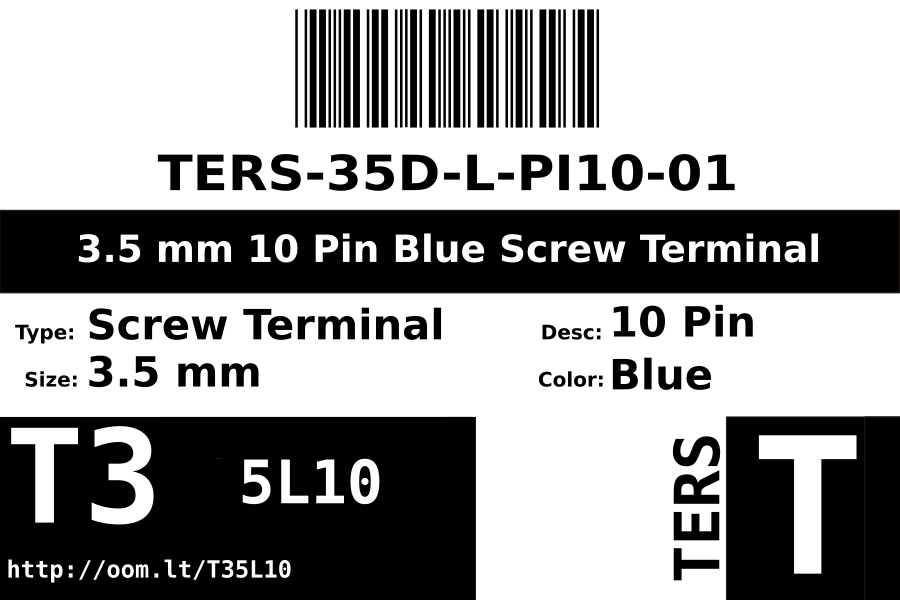 TERS-35D-L-PI10-01
3.5 mm 10 Pin Blue Screw Terminal
Type: Screw Terminal
Desc: 10 Pin
Size: 3.5 mm
Color: Blue
T3 5L10
http://oom.lt/T35L10
TERS
T